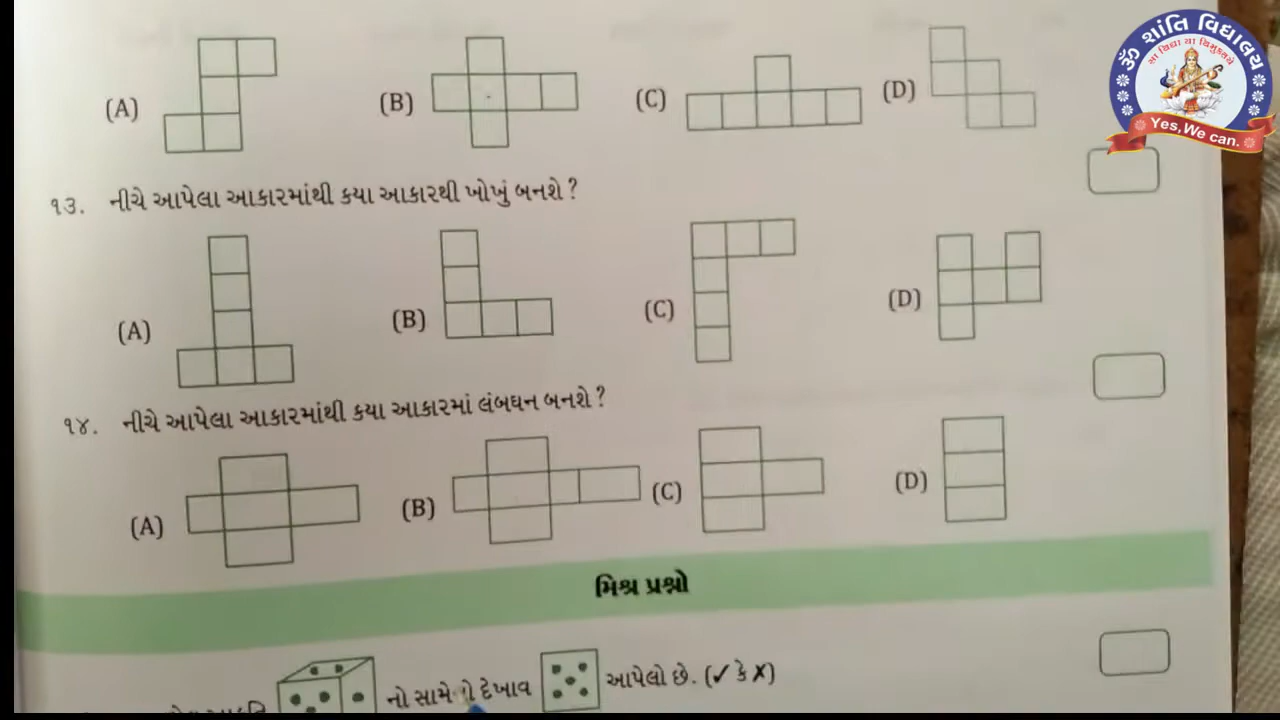 ૐ શાંતિ વિદ્યાલય
સા વિદ્યા યા વિમુક્તયે
Yes, We can.
(A) (B) (C) (D)
૧૩. નીચે આપેલા આકારમાંથી કયા આકારથી ખોખું બનશે ?
(A) (B) (C) (D)
૧૪. નીચે આપેલા આકારમાંથી કયા આકારમાં લંબઘન બનશે ?
(A) (B) (C) (D)
મિશ્ર પ્રશ્નો
નો સામેનો દેખાવ આપેલો છે. (✓ કે ✗)